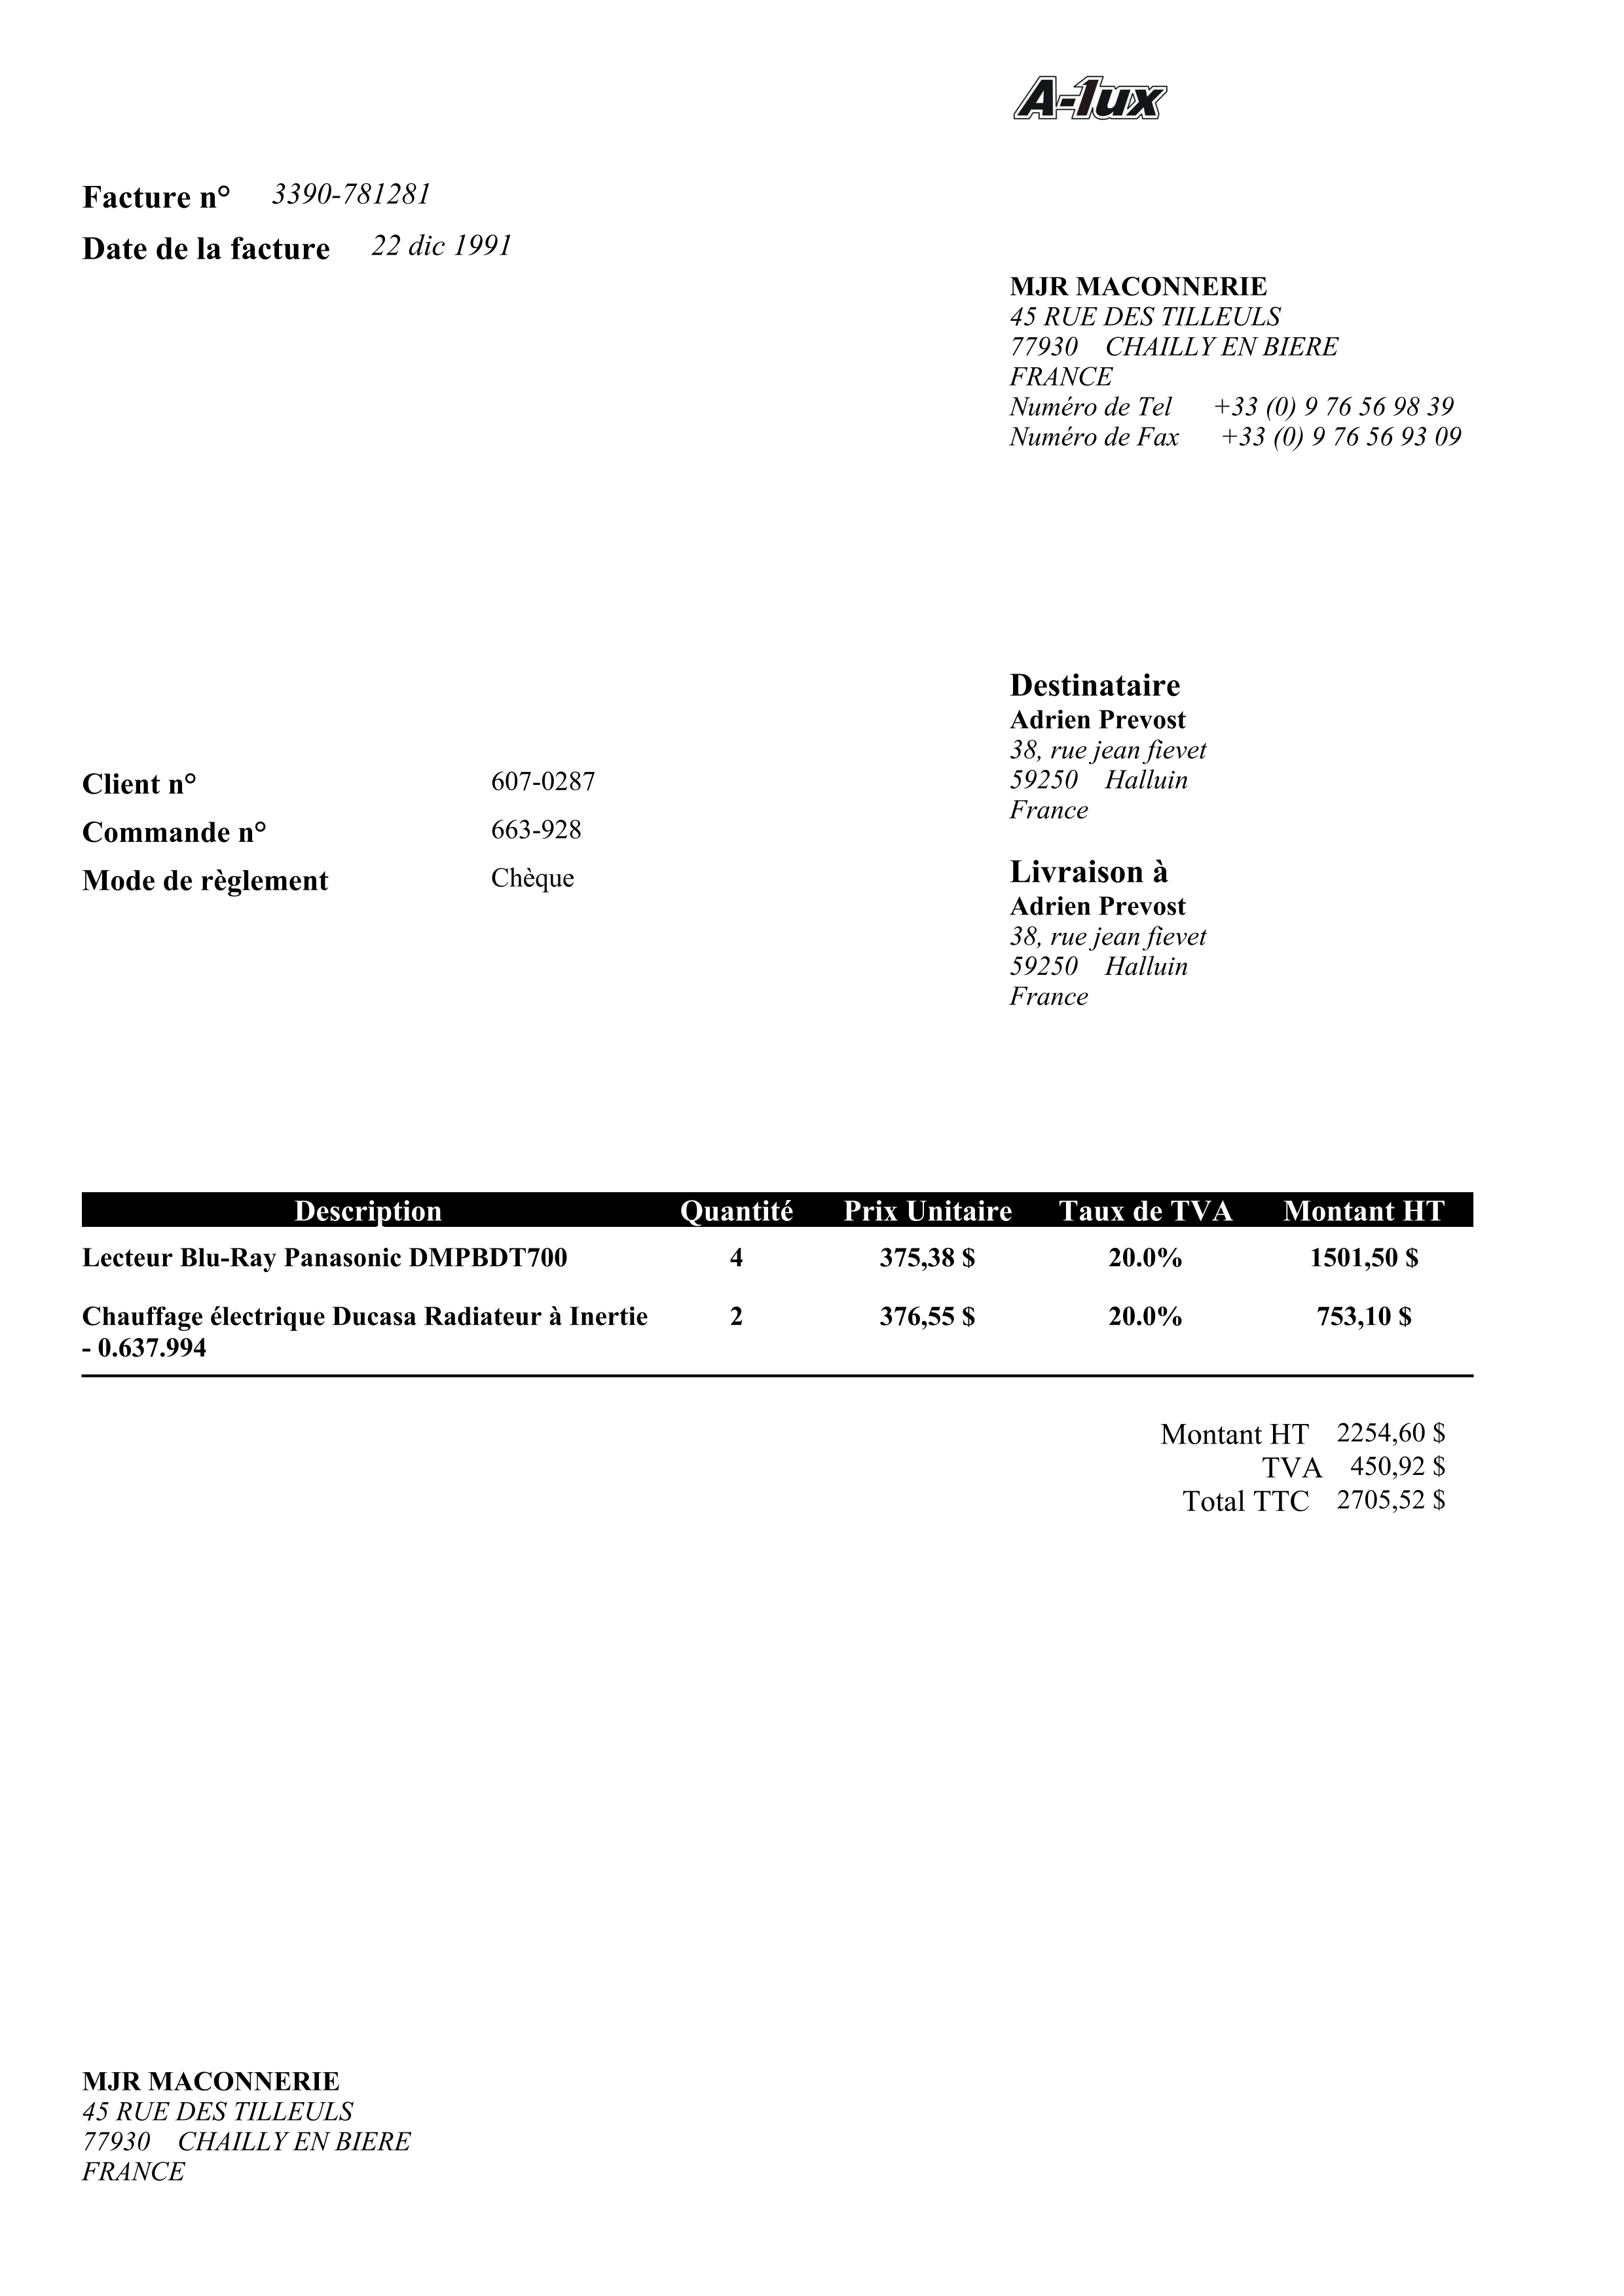 A-1ux
Facture n° 3390-781281
Date de la facture 22 dic 1991
MJR MACONNERIE
45 RUE DES TILLEULS
77930 CHAILLY EN BIERE
FRANCE
Numéro de Tel +33 (0) 9 76 56 98 39
Numéro de Fax +33 (0) 9 76 56 93 09
Destinataire
Adrien Prevost
38, rue jean fievet
59250 Halluin
France
Client n° 607-0287
Commande n° 663-928
Mode de règlement Chèque
Livraison à
Adrien Prevost
38, rue jean fievet
59250 Halluin
France
Description Quantité Prix Unitaire Taux de TVA Montant HT
Lecteur Blu-Ray Panasonic DMPBDT700 4 375,38 $ 20.0% 1501,50 $
Chauffage électrique Ducasa Radiateur à Inertie 2 376,55 $ 20.0% 753,10 $
- 0.637.994
Montant HT 2254,60 $
TVA 450,92 $
Total TTC 2705,52 $
MJR MACONNERIE
45 RUE DES TILLEULS
77930 CHAILLY EN BIERE
FRANCE